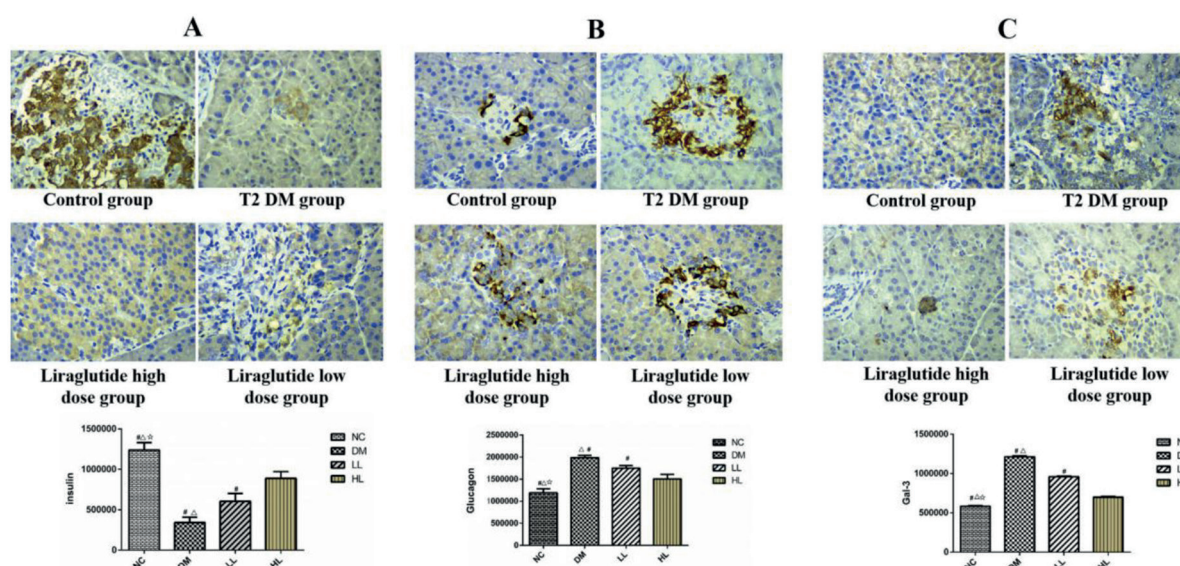 A
B
C
Control group
T2 DM group
Control group
T2 DM group
Control group
T2 DM group
Liraglutide high
dose group
Liraglutide low
dose group
Liraglutide high
dose group
Liraglutide low
dose group
Liraglutide high
dose group
Liraglutide low
dose group
insulin
1500000
1000000
500000
0
#△☆
# △
#
NC
DM
LL
HL
NC
DM
LL
HL
Glucagon
2500000
2000000
1500000
1000000
500000
0
#△☆
△ #
#
NC
DM
LL
HL
NC
DM
LL
HL
Gal-3
1500000
1000000
500000
0
#△☆
# △
#
NC
DM
LL
HL